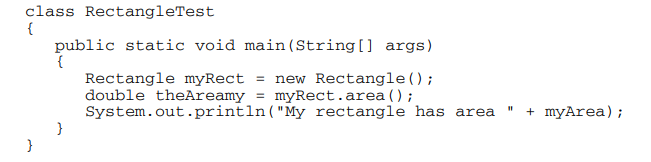 class RectangleTest
{
public static void main(String[] args)
{
Rectangle myRect = new Rectangle();
double theAreamy = myRect.area();
System.out.println("My rectangle has area " + myArea);
}
}